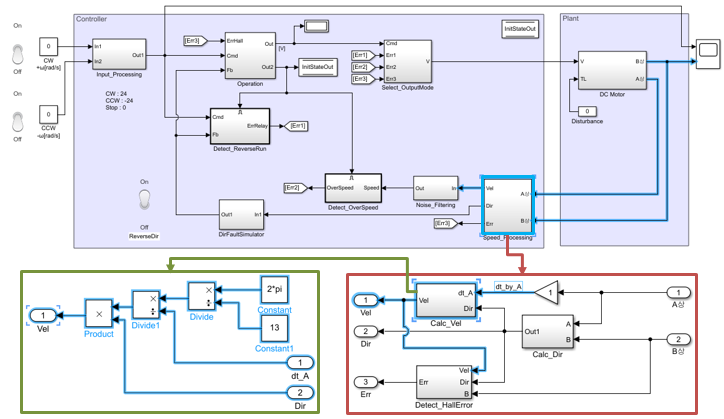 Controller
Plant
On
Off
0
CW
+ω[rad/s]
On
Off
0
CCW
-ω[rad/s]
In1
In2
Out1
Input_Processing
CW : 24
CCW : -24
Stop : 0
[Err3]
ErrHall
Cmd
Fb
Out
Out2
Operation
[V]
InitStateOut
InitStateOut
[Err1]
[Err2]
[Err3]
Cmd
Err1
Err2
Err3
V
Select_OutputMode
V
TL
B상
A상
DC Motor
0
Disturbance
Cmd
Fb
ErrRelay
Detect_ReverseRun
[Err1]
[Err2]
OverSpeed
Speed
Detect_OverSpeed
Out
In
Noise_Filtering
Vel
Dir
Err
A상
B상
Speed_Processing
[Err3]
Out1
In1
DirFaultSimulator
On
Off
ReverseDir
1
Vel
×
Product
×
÷
Divide1
×
÷
Divide
2*pi
Constant
13
Constant1
1
dt_A
2
Dir
1
Vel
2
Dir
3
Err
Vel
dt_A
Dir
Calc_Vel
dt_by_A
1
1
A상
2
B상
Out1
A
B
Calc_Dir
Err
Vel
Dir
B
Detect_HallError